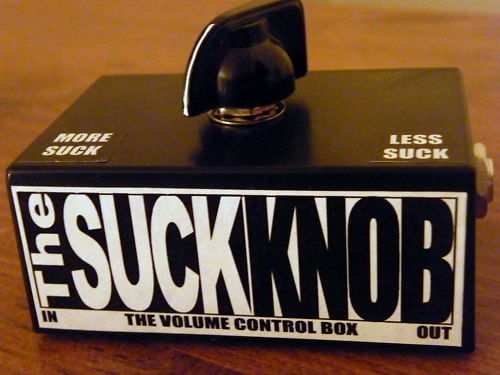 MORE
SUCK
LESS
SUCK
The SUCKKNOB
IN THE VOLUME CONTROL BOX OUT